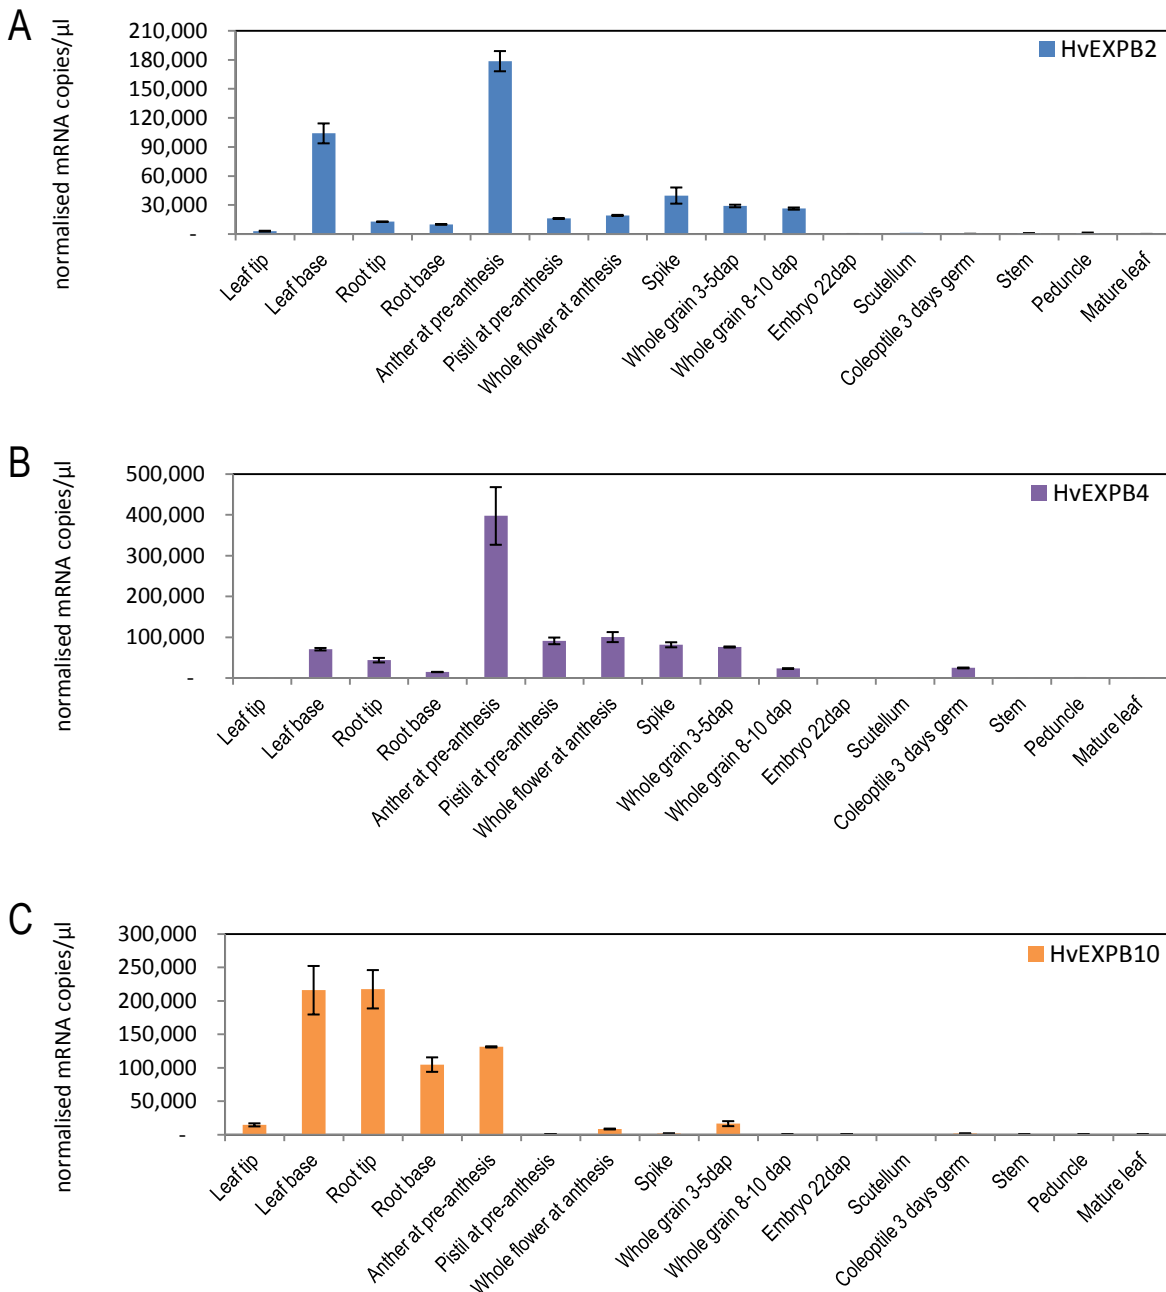 A
normalised mRNA copies/µl
210,000
180,000
150,000
120,000
90,000
60,000
30,000
-
HvEXPB2
Leaf tip
Leaf base
Root tip
Root base
Anther at pre-anthesis
Pistil at pre-anthesis
Whole flower at anthesis
Spike
Whole grain 3-5dap
Whole grain 8-10 dap
Embryo 22dap
Scutellum
Coleoptile 3 days germ
Stem
Peduncle
Mature leaf
B
normalised mRNA copies/µl
500,000
400,000
300,000
200,000
100,000
-
HvEXPB4
Leaf tip
Leaf base
Root tip
Root base
Anther at pre-anthesis
Pistil at pre-anthesis
Whole flower at anthesis
Spike
Whole grain 3-5dap
Whole grain 8-10 dap
Embryo 22dap
Scutellum
Coleoptile 3 days germ
Stem
Peduncle
Mature leaf
C
normalised mRNA copies/µl
300,000
250,000
200,000
150,000
100,000
50,000
-
HvEXPB10
Leaf tip
Leaf base
Root tip
Root base
Anther at pre-anthesis
Pistil at pre-anthesis
Whole flower at anthesis
Spike
Whole grain 3-5dap
Whole grain 8-10 dap
Embryo 22dap
Scutellum
Coleoptile 3 days germ
Stem
Peduncle
Mature leaf